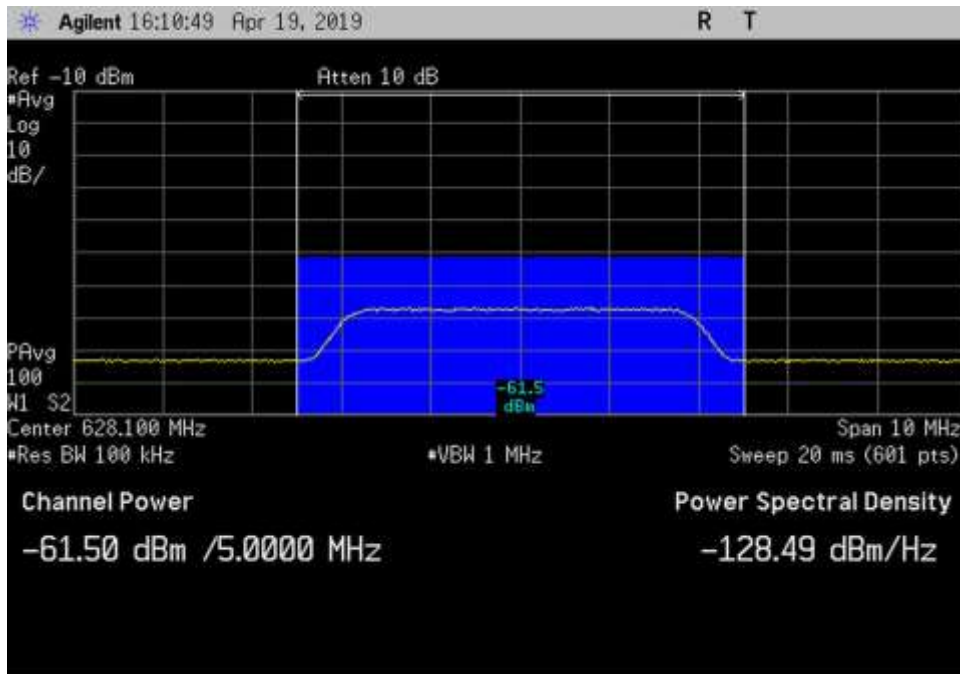 Agilent 16:10:49 Apr 19, 2019 R T
Ref -10 dBm Atten 10 dB
#Avg
Log
10
dB/
PAvg
100
W1 S2
-61.5
dBm
Center 628.100 MHz Span 10 MHz
#Res BW 100 kHz #VBW 1 MHz Sweep 20 ms (601 pts)
Channel Power Power Spectral Density
-61.50 dBm /5.0000 MHz -128.49 dBm/Hz